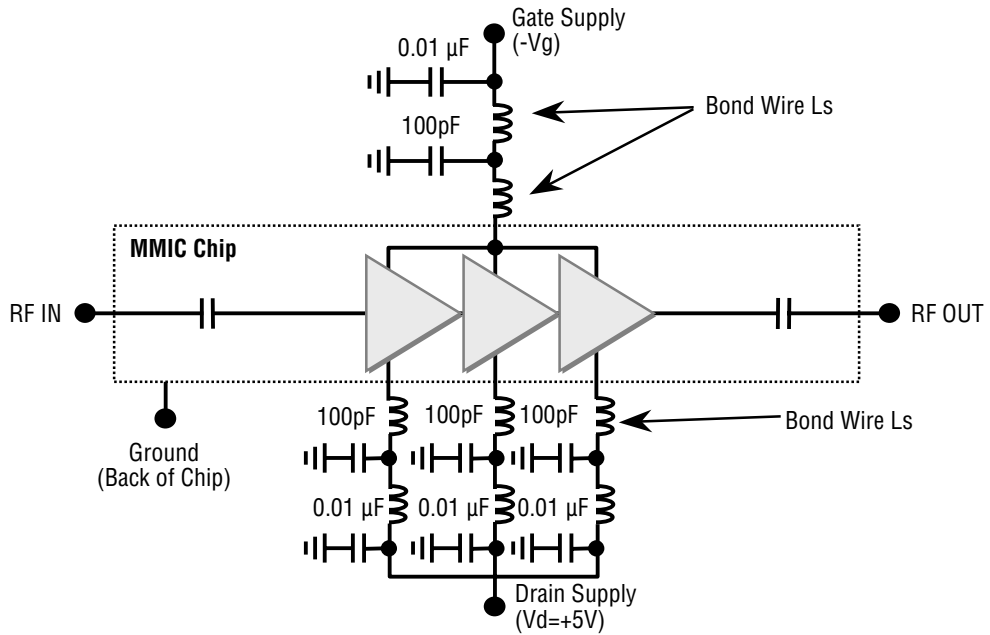 Gate Supply
(-Vg)
0.01 µF
Bond Wire Ls
100pF
MMIC Chip
RF IN
RF OUT
100pF
100pF
100pF
Bond Wire Ls
Ground
(Back of Chip)
0.01 µF
0.01 µF
0.01 µF
Drain Supply
(Vd=+5V)